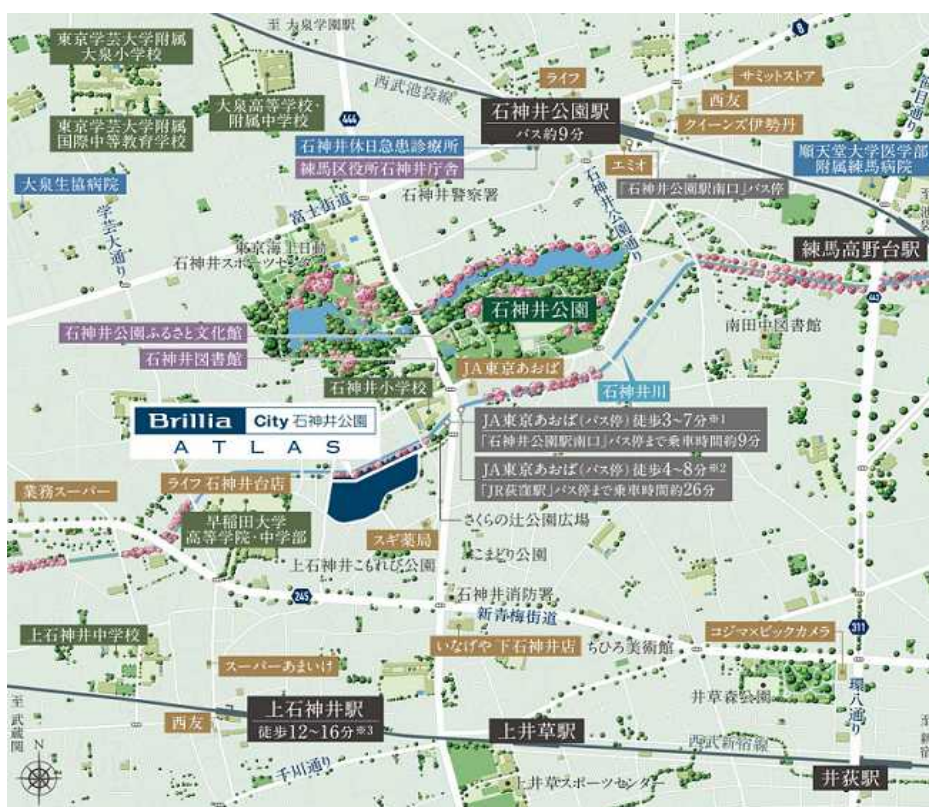 至 大泉学園駅
東京学芸大学附属
大泉小学校
大泉高等学校・
附属中学校
東京学芸大学附属
国際中等教育学校
西武池袋線
444
8
ライフ
サミットストア
石神井公園駅
バス約9分
西友
クイーンズ伊勢丹
笹目通り
石神井休日急患診療所
練馬区役所石神井庁舎
エミオ
「石神井公園駅南口」バス停
順天堂大学医学部
附属練馬病院
大泉生協病院
学芸大通り
富士街道
石神井警察署
石神井公園通り
東京海上日動
石神井スポーツセンター
練馬高野台駅
442
石神井公園
石神井公園ふるさと文化館
石神井図書館
南田中図書館
石神井小学校
JA東京あおば
石神井川
Brillia City 石神井公園
ATLAS
JA東京あおば(バス停)徒歩3~7分※1
「石神井公園駅南口」バス停まで乗車時間約9分
JA東京あおば(バス停)徒歩4~8分※2
「JR荻窪駅」バス停まで乗車時間約26分
業務スーパー
ライフ石神井台店
早稲田大学
高等学院・中学部
スギ薬局
さくらの辻公園広場
上石神井こもれび公園
こまどり公園
245
石神井消防署
新青梅街道
上石神井中学校
スーパーあまいけ
いなげや下石神井店
ちひろ美術館
コジマ×ビックカメラ
311
井草森公園
環八通り
至 武蔵関
西友
上石神井駅
徒歩12~16分※3
上井草駅
西武新宿線
至 新宿
N
千川通り
上井草スポーツセンター
井荻駅